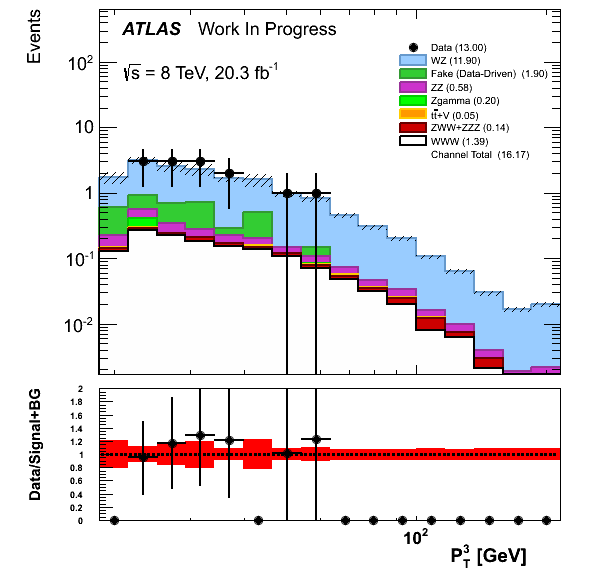 ATLAS Work In Progress
√s = 8 TeV, 20.3 fb⁻¹
Events
10²
10
1
10⁻¹
10⁻²
Data (13.00)
WZ (11.90)
Fake (Data-Driven) (1.90)
ZZ (0.58)
Zgamma (0.20)
tt̄+V (0.05)
ZWW+ZZZ (0.14)
WWW (1.39)
Channel Total (16.17)
Data/Signal+BG
2
1.8
1.6
1.4
1.2
1
0.8
0.6
0.4
0.2
0
10²
P³_T [GeV]